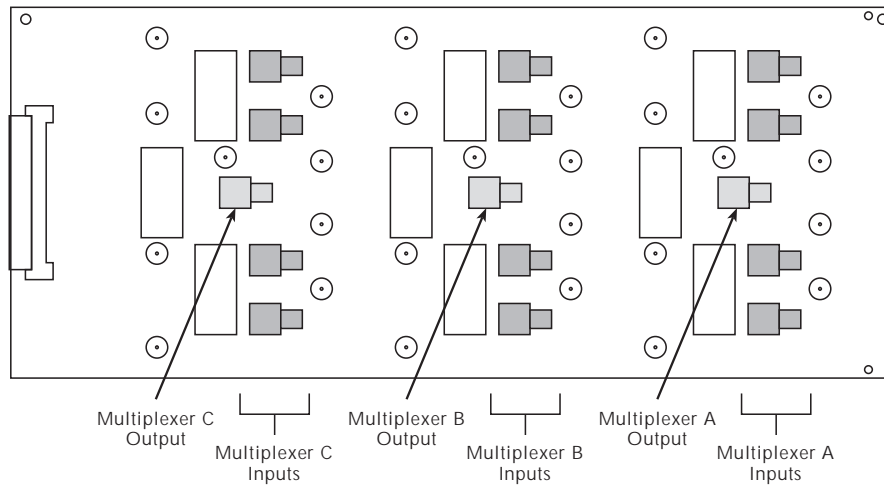 Multiplexer C
Output
Multiplexer C
Inputs
Multiplexer B
Output
Multiplexer B
Inputs
Multiplexer A
Output
Multiplexer A
Inputs